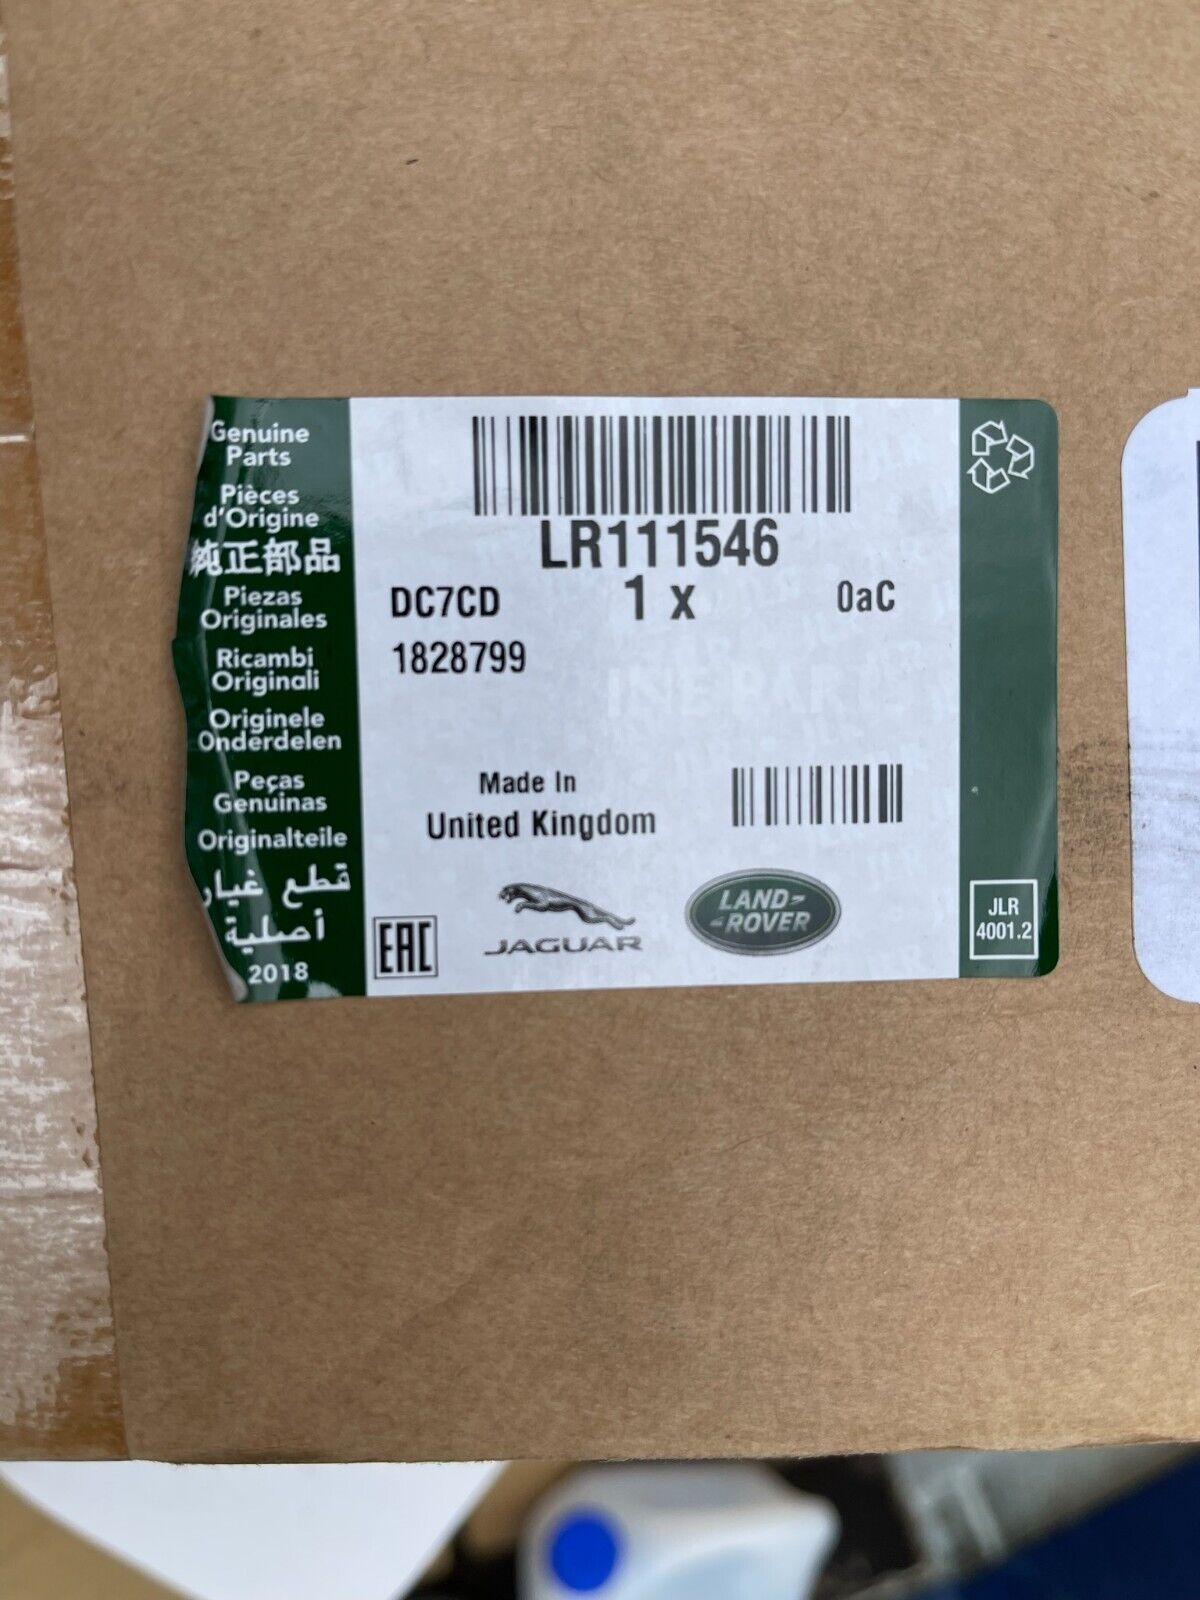 Genuine
Parts
Pièces
d'Origine
純正部品
Piezas
Originales
Ricambi
Originali
Originele
Onderdelen
Peças
Genuinas
Originalteile
قطع غيار
أصلية
2018
LR111546
DC7CD 1 x 0aC
1828799
Made In
United Kingdom
EAC
JAGUAR
LAND-
-ROVER
JLR
4001.2